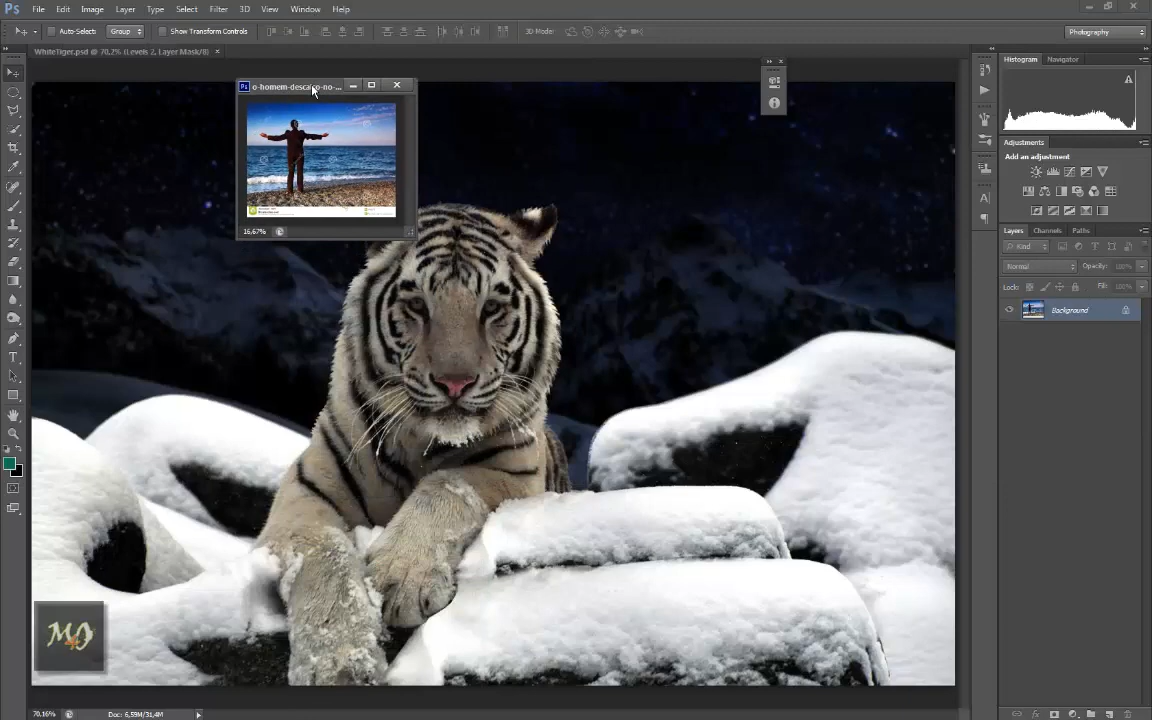 Ps File Edit Image Layer Type Select Filter 3D View Window Help
Auto-Select: Group Show Transform Controls 3D Mode: Photography
WhiteTiger.psd @ 70,2% (Levels 2, Layer Mask/8)
Histogram Navigator
o-homem-descalço-no-...
16,67%
Adjustments
Add an adjustment
Layers Channels Paths
Kind
Normal Opacity: 100%
Lock: Fill: 100%
Background
70.16% Doc: 6,59M/31,4M